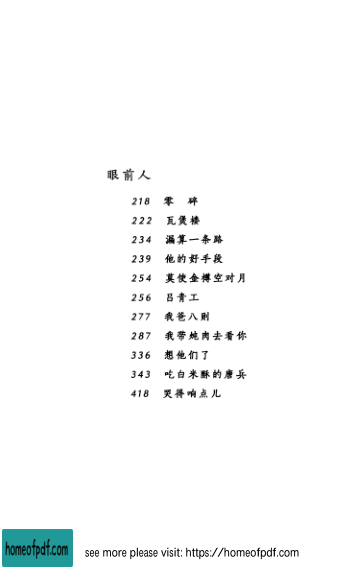 眼前人
218 零 碎
222 瓦煲楼
234 漏算一条路
239 他的好手段
254 莫使金樽空对月
256 吕青工
277 我爸八则
287 我带炖肉去看你
336 想他们了
343 吃白米酥的唐兵
418 哭得响点儿
homeofpdf.com
see more please visit: https://homeofpdf.com